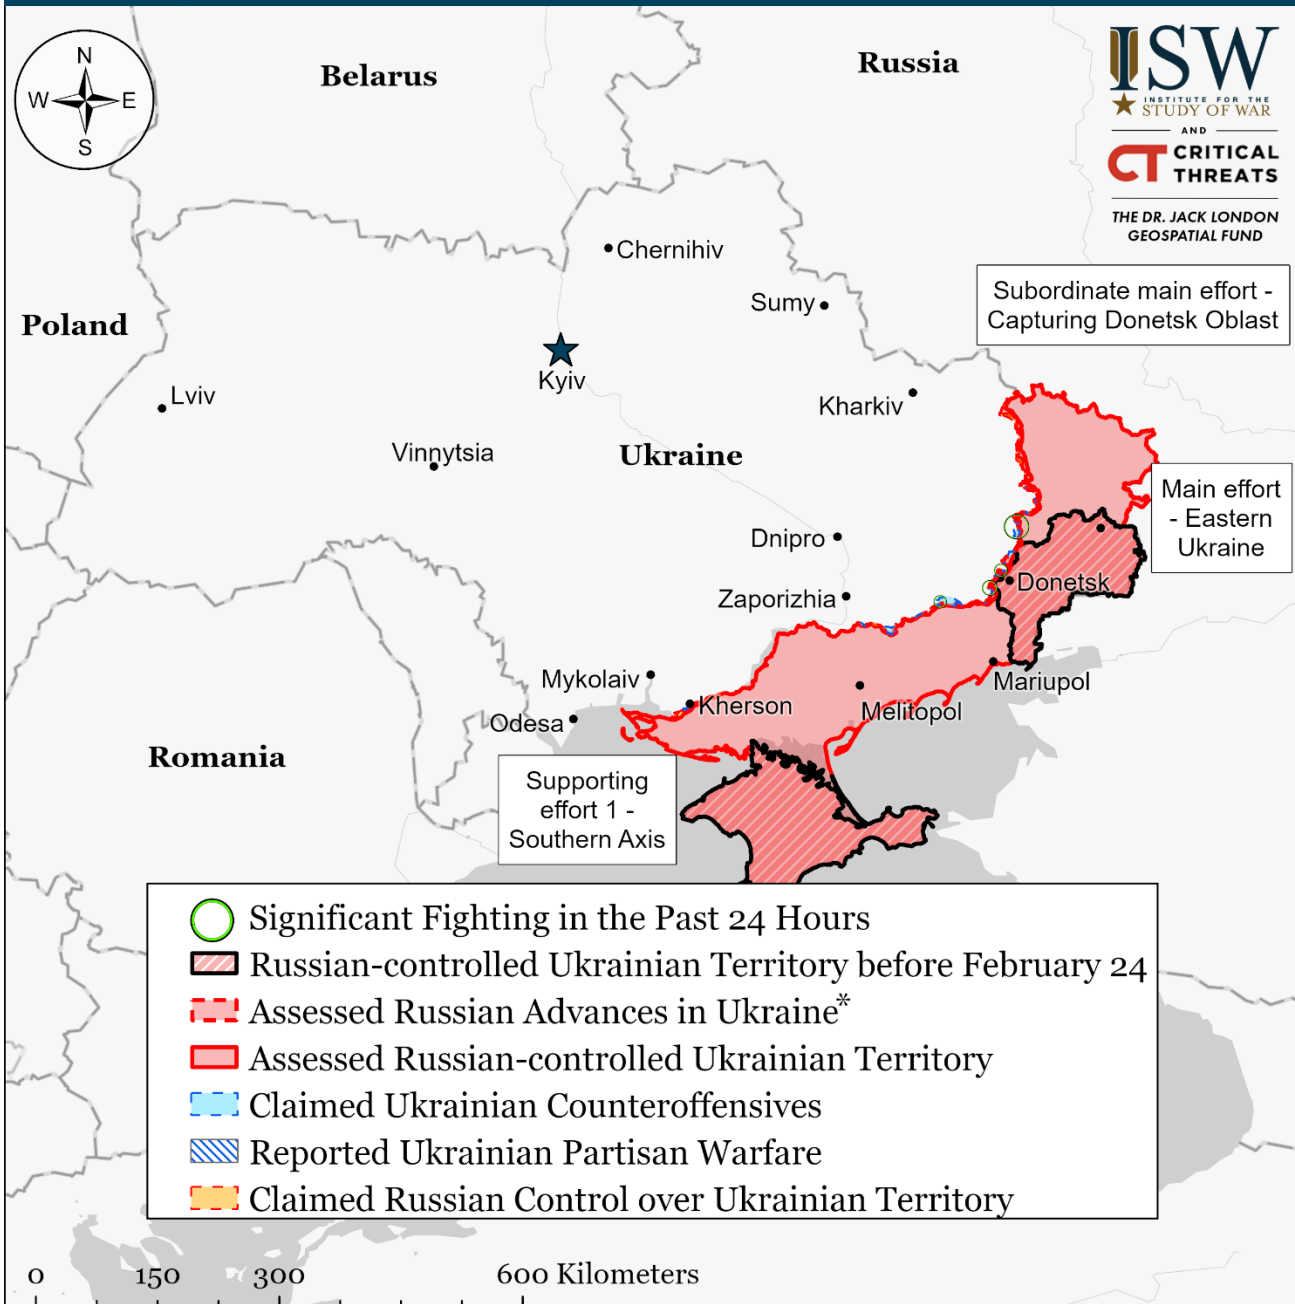 N
W
E
S
Belarus
Russia
ISW
INSTITUTE FOR THE
STUDY OF WAR
AND
CT CRITICAL
THREATS
THE DR. JACK LONDON
GEOSPATIAL FUND
Chernihiv
Subordinate main effort -
Capturing Donetsk Oblast
Sumy
Poland
Kyiv
Lviv
Kharkiv
Vinnytsia
Ukraine
Main effort
- Eastern
Ukraine
Dnipro
Donetsk
Zaporizhia
Mykolaiv
Mariupol
Kherson
Melitopol
Odesa
Romania
Supporting
effort 1 -
Southern Axis
Significant Fighting in the Past 24 Hours
Russian-controlled Ukrainian Territory before February 24
Assessed Russian Advances in Ukraine*
Assessed Russian-controlled Ukrainian Territory
Claimed Ukrainian Counteroffensives
Reported Ukrainian Partisan Warfare
Claimed Russian Control over Ukrainian Territory
0 150 300 600 Kilometers